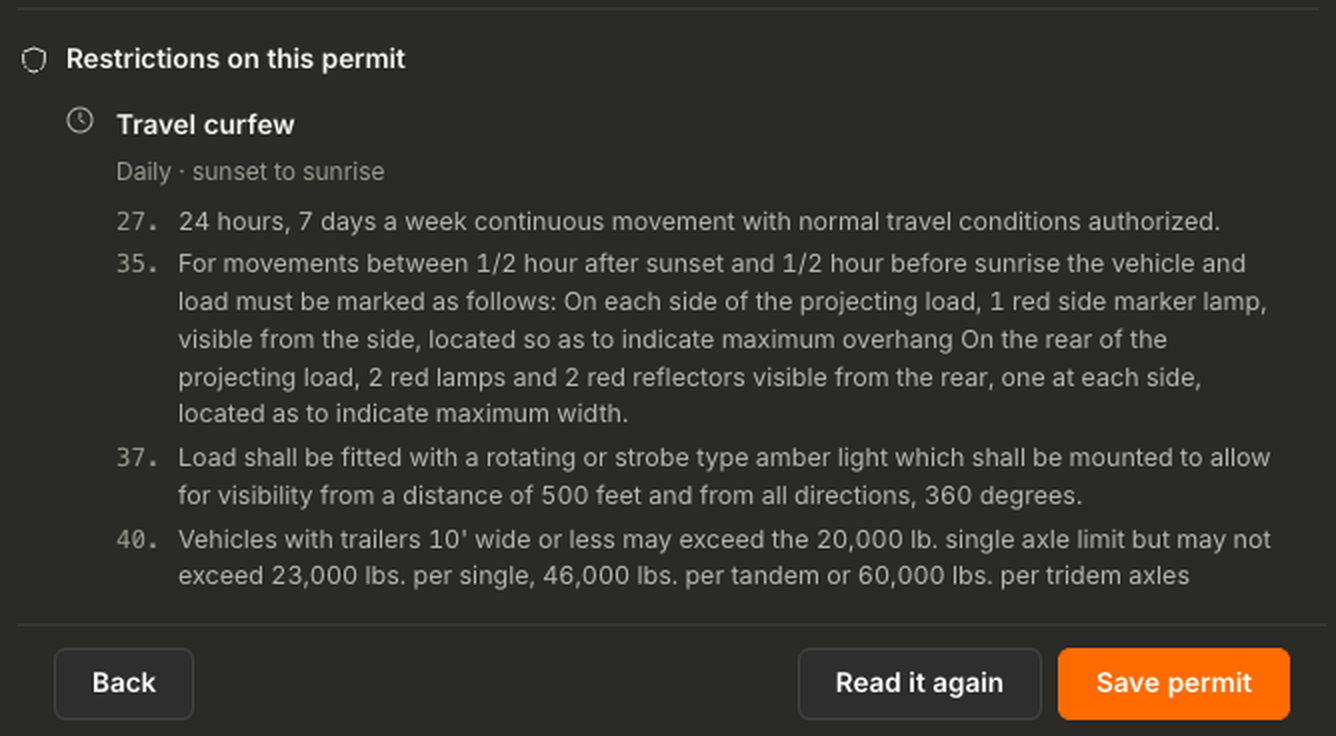 Restrictions on this permit
Travel curfew
Daily · sunset to sunrise
27. 24 hours, 7 days a week continuous movement with normal travel conditions authorized.
35. For movements between 1/2 hour after sunset and 1/2 hour before sunrise the vehicle and
load must be marked as follows: On each side of the projecting load, 1 red side marker lamp,
visible from the side, located so as to indicate maximum overhang On the rear of the
projecting load, 2 red lamps and 2 red reflectors visible from the rear, one at each side,
located as to indicate maximum width.
37. Load shall be fitted with a rotating or strobe type amber light which shall be mounted to allow
for visibility from a distance of 500 feet and from all directions, 360 degrees.
40. Vehicles with trailers 10' wide or less may exceed the 20,000 lb. single axle limit but may not
exceed 23,000 lbs. per single, 46,000 lbs. per tandem or 60,000 lbs. per tridem axles
Back
Read it again
Save permit